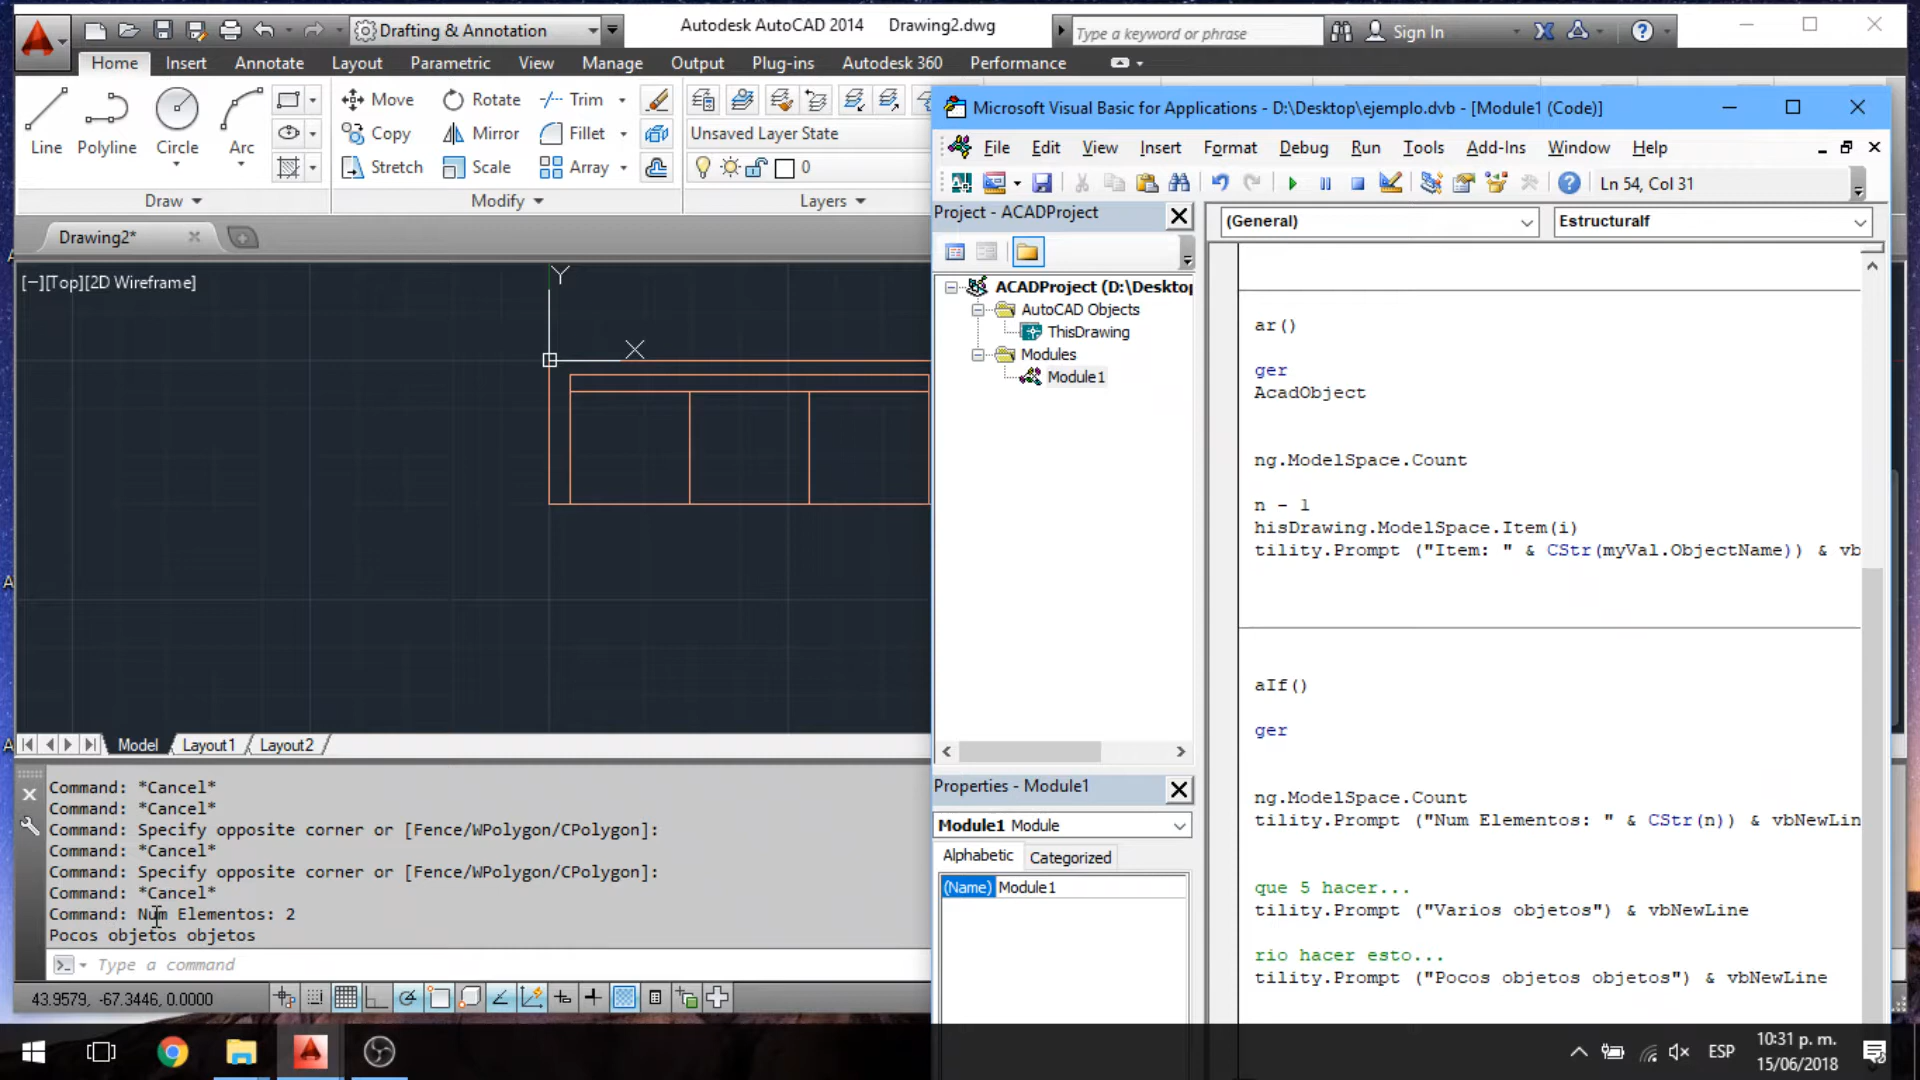 Drafting & Annotation
Autodesk AutoCAD 2014
Drawing2.dwg
Type a keyword or phrase
Sign In
Home
Insert
Annotate
Layout
Parametric
View
Manage
Output
Plug-ins
Autodesk 360
Performance
Line
Polyline
Circle
Arc
Move
Rotate
Trim
Copy
Mirror
Fillet
Stretch
Scale
Array
Unsaved Layer State
0
Draw
Modify
Layers
Drawing2*
[−][Top][2D Wireframe]
Y
X
Model
Layout1
Layout2
Command: *Cancel*
Command: *Cancel*
Command: Specify opposite corner or [Fence/WPolygon/CPolygon]:
Command: *Cancel*
Command: Specify opposite corner or [Fence/WPolygon/CPolygon]:
Command: *Cancel*
Command: Num Elementos: 2
Pocos objetos objetos
Type a command
43.9579, -67.3446, 0.0000
Microsoft Visual Basic for Applications - D:\Desktop\ejemplo.dvb - [Module1 (Code)]
File Edit View Insert Format Debug Run Tools Add-Ins Window Help
Ln 54, Col 31
Project - ACADProject
ACADProject (D:\Desktop
AutoCAD Objects
ThisDrawing
Modules
Module1
Properties - Module1
Module1 Module
Alphabetic
Categorized
(Name) Module1
(General)
EstructuraIf
ar()
ger
AcadObject
ng.ModelSpace.Count
n - 1
hisDrawing.ModelSpace.Item(i)
tility.Prompt ("Item: " & CStr(myVal.ObjectName)) & vb
aIf()
ger
ng.ModelSpace.Count
tility.Prompt ("Num Elementos: " & CStr(n)) & vbNewLin
que 5 hacer...
tility.Prompt ("Varios objetos") & vbNewLine
rio hacer esto...
tility.Prompt ("Pocos objetos objetos") & vbNewLine
ESP
10:31 p. m.
15/06/2018